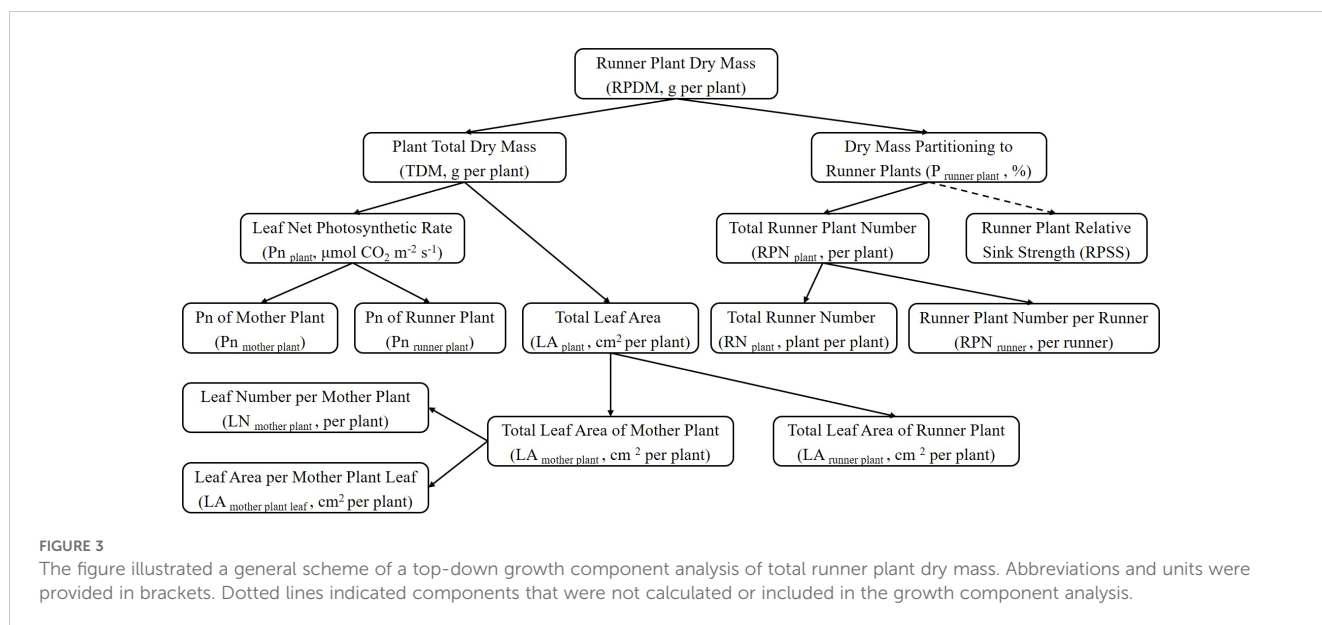 Runner Plant Dry Mass
(RPDM, g per plant)
Plant Total Dry Mass
(TDM, g per plant)
Dry Mass Partitioning to
Runner Plants (P runner plant , %)
Leaf Net Photosynthetic Rate
(Pn plant, μmol CO₂ m⁻² s⁻¹)
Total Runner Plant Number
(RPN plant , per plant)
Runner Plant Relative
Sink Strength (RPSS)
Pn of Mother Plant
(Pn mother plant)
Pn of Runner Plant
(Pn runner plant)
Total Leaf Area
(LA plant , cm² per plant)
Total Runner Number
(RN plant , plant per plant)
Runner Plant Number per Runner
(RPN runner, per runner)
Leaf Number per Mother Plant
(LN mother plant , per plant)
Total Leaf Area of Mother Plant
(LA mother plant , cm ² per plant)
Total Leaf Area of Runner Plant
(LA runner plant , cm ² per plant)
Leaf Area per Mother Plant Leaf
(LA mother plant leaf , cm² per plant)
FIGURE 3
The figure illustrated a general scheme of a top-down growth component analysis of total runner plant dry mass. Abbreviations and units were
provided in brackets. Dotted lines indicated components that were not calculated or included in the growth component analysis.